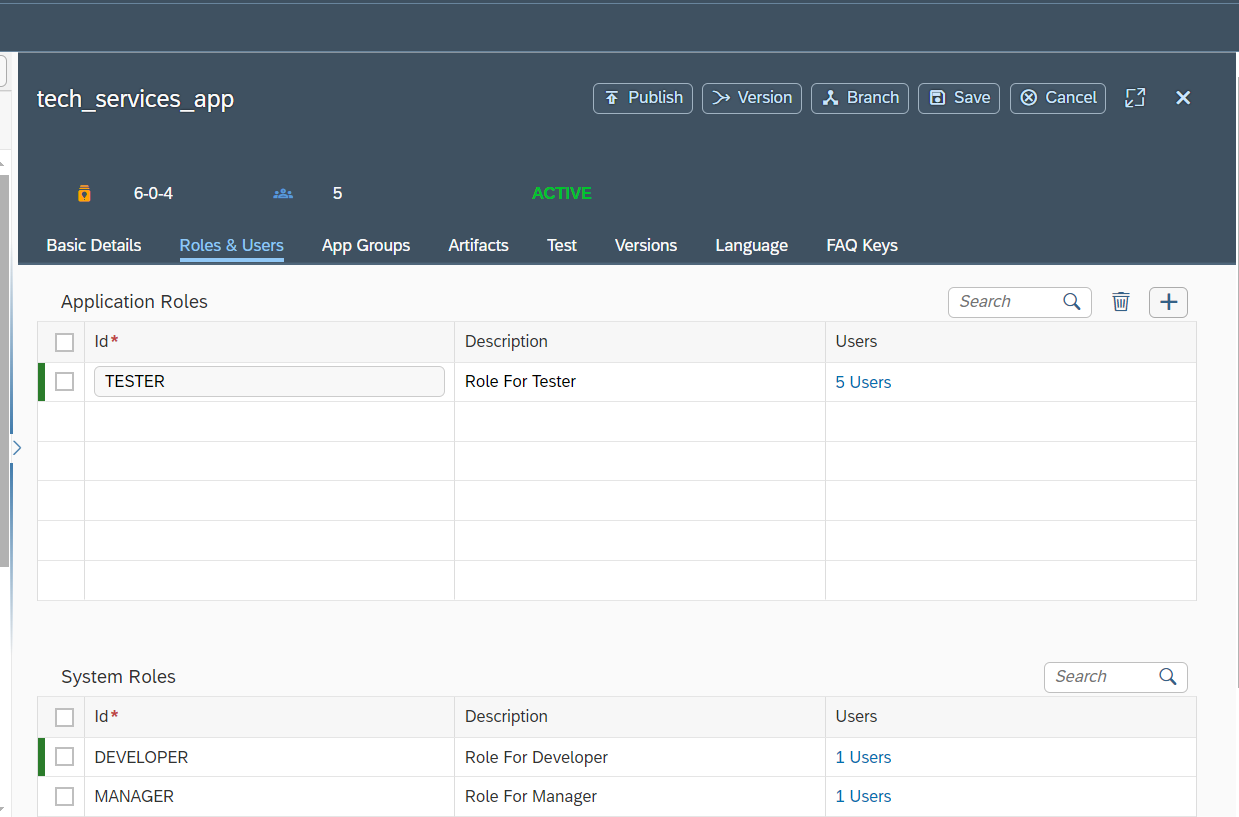 tech_services_app
Publish Version Branch Save Cancel
6-0-4 5 ACTIVE
Basic Details Roles & Users App Groups Artifacts Test Versions Language FAQ Keys
Application Roles Search
Id* Description Users
TESTER Role For Tester 5 Users
System Roles Search
Id* Description Users
DEVELOPER Role For Developer 1 Users
MANAGER Role For Manager 1 Users